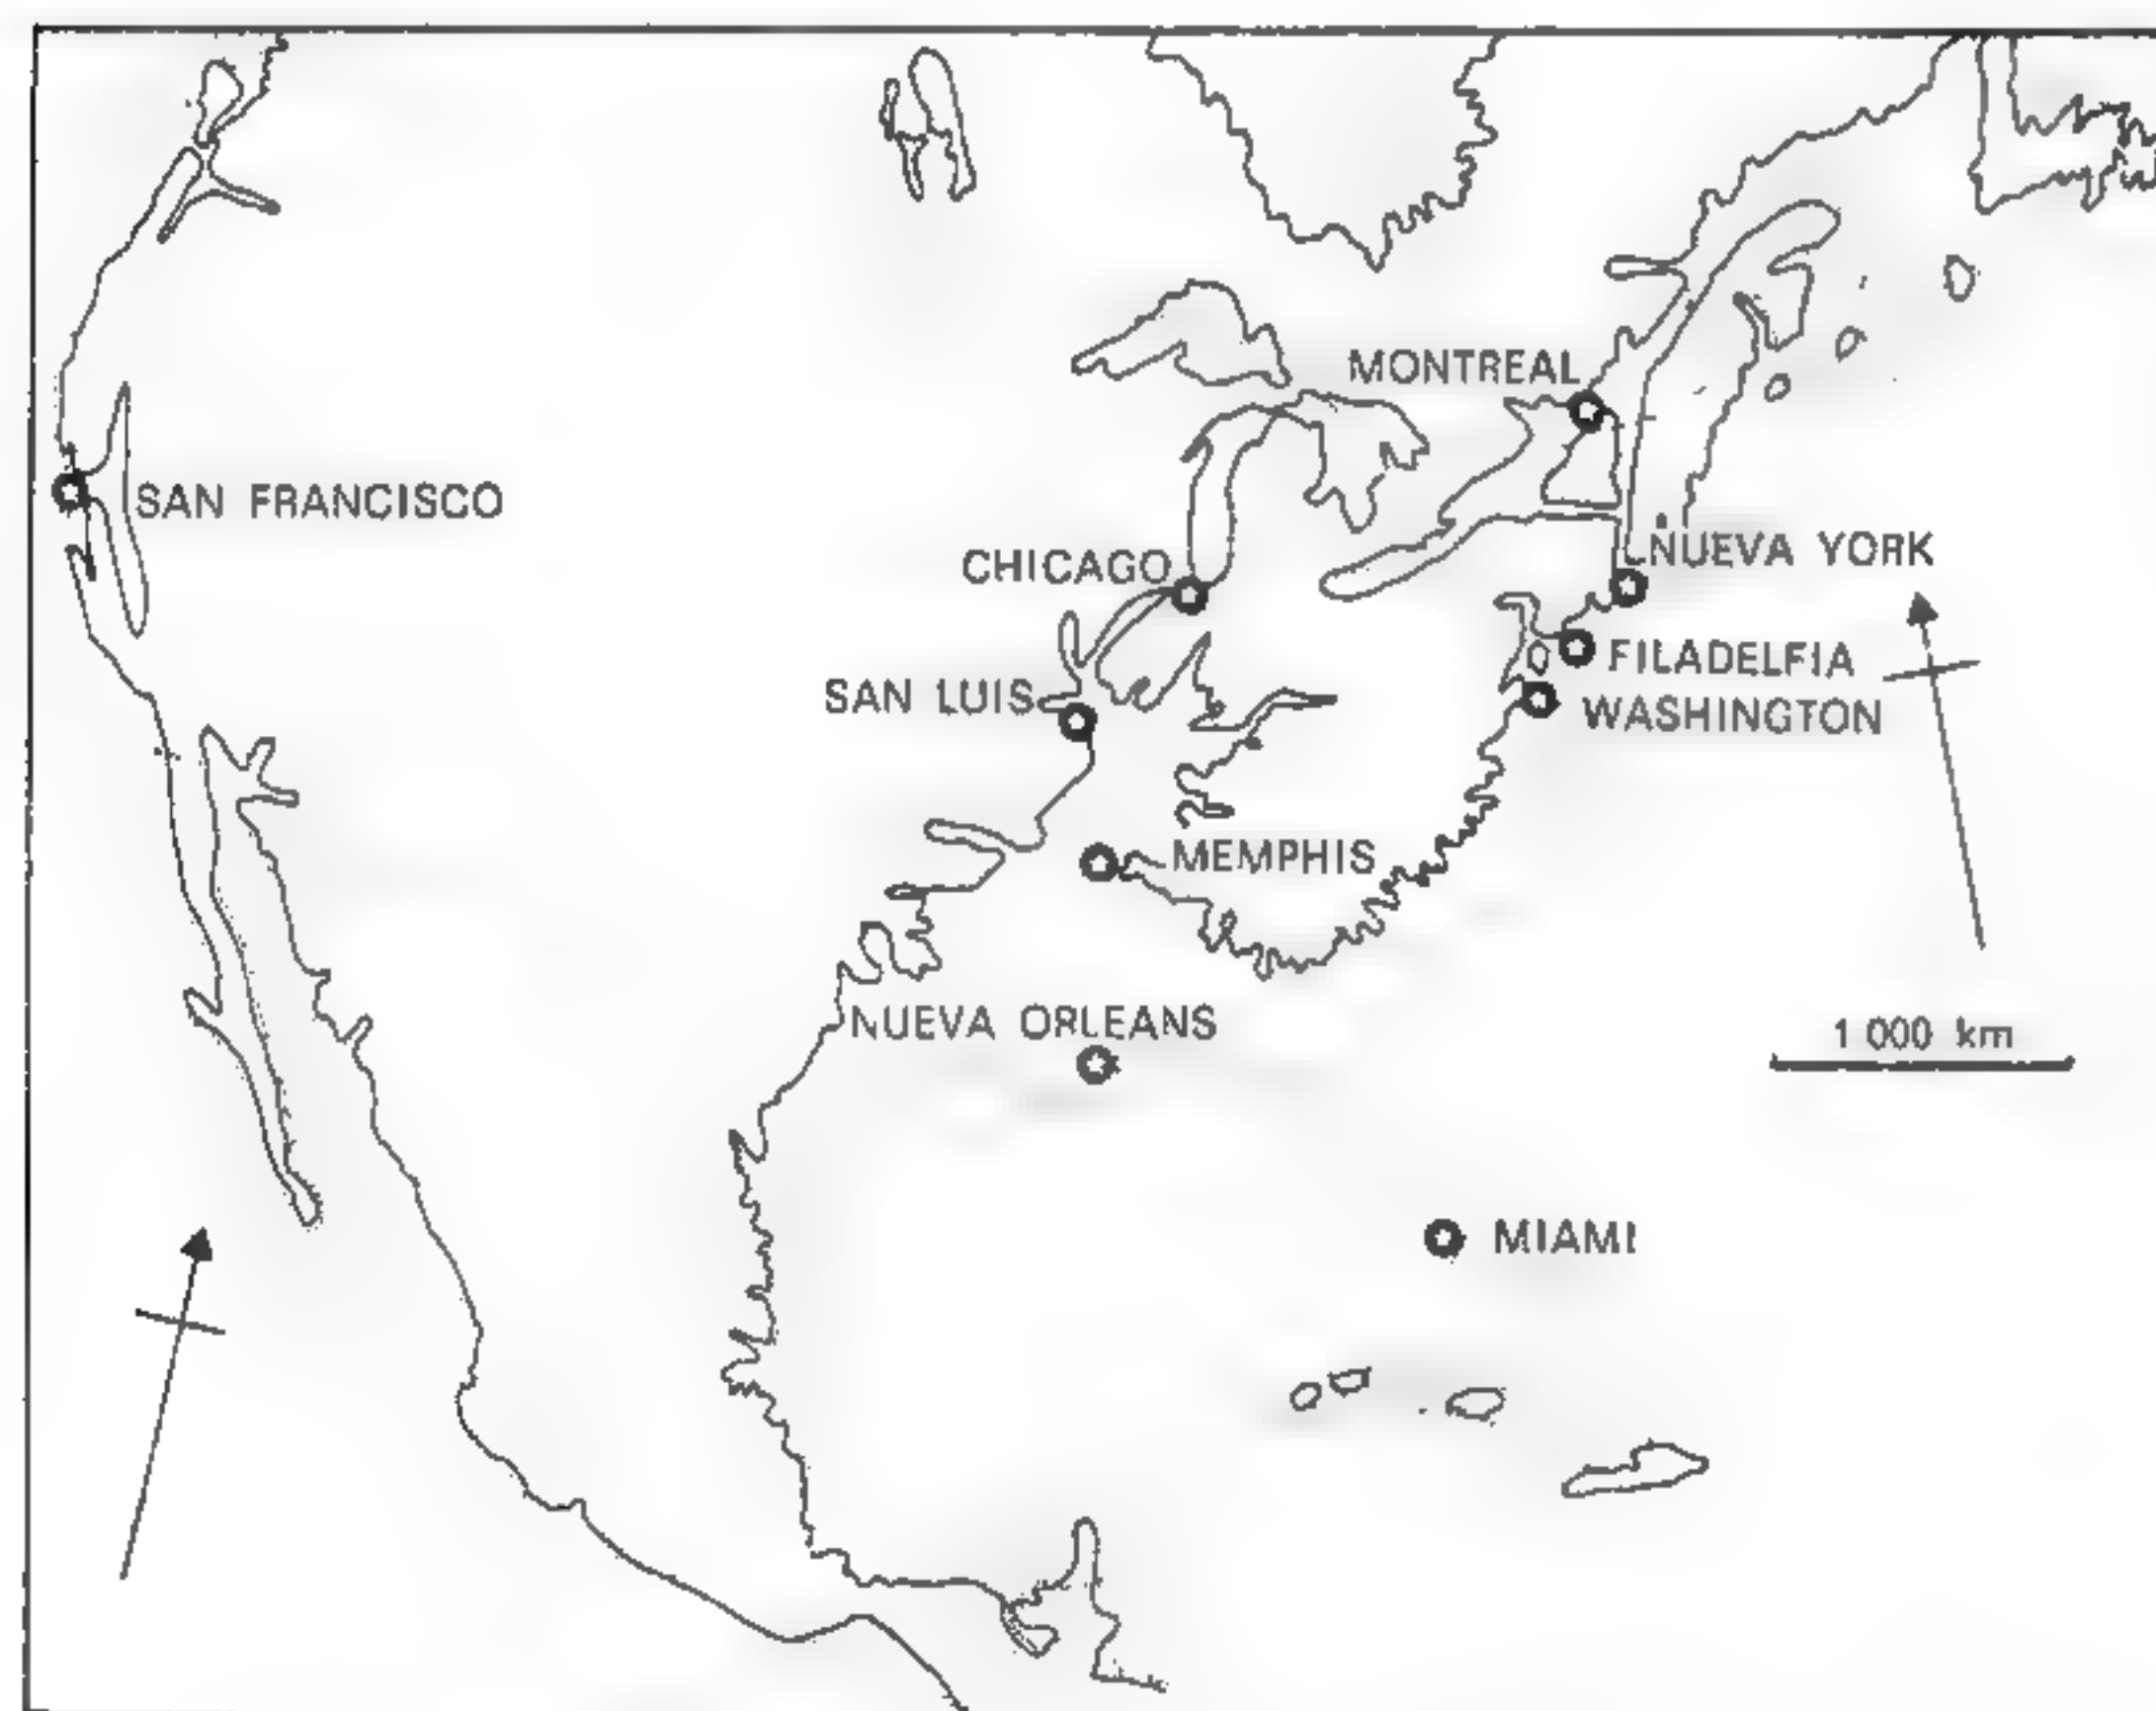 MONTREAL
SAN FRANCISCO
NUEVA YORK
CHICAGO
FILADELFIA
SAN LUIS
WASHINGTON
MEMPHIS
NUEVA ORLEANS
1 000 km
MIAMI